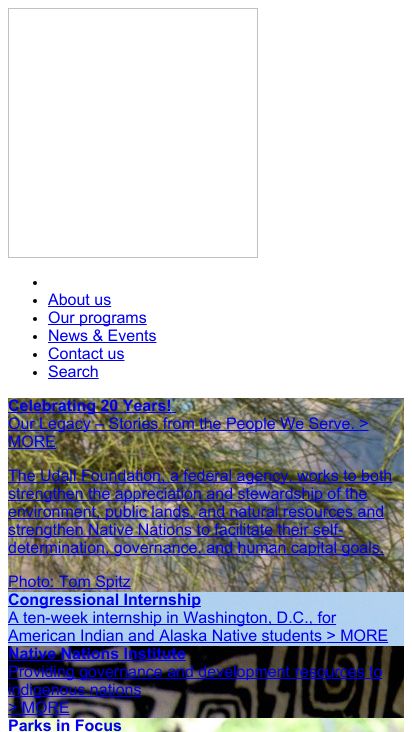 About us
Our programs
News & Events
Contact us
Search
Celebrating 20 Years!
Our Legacy – Stories from the People We Serve. >
MORE
The Udall Foundation, a federal agency, works to both
strengthen the appreciation and stewardship of the
environment, public lands, and natural resources and
strengthen Native Nations to facilitate their self-
determination, governance, and human capital goals.
Photo: Tom Spitz
Congressional Internship
A ten-week internship in Washington, D.C., for
American Indian and Alaska Native students > MORE
Native Nations Institute
Providing governance and development resources to
indigenous nations
> MORE
Parks in Focus